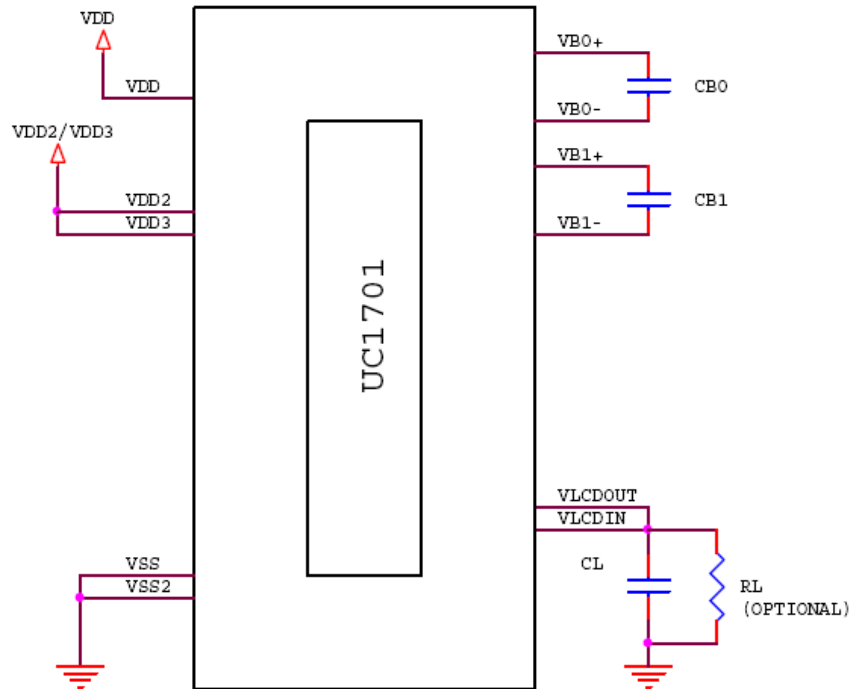 VDD
VDD
VDD2/VDD3
VDD2
VDD3
VSS
VSS2
UC1701
VB0+
VB0-
CB0
VB1+
VB1-
CB1
VLCDOUT
VLCDIN
CL
RL
(OPTIONAL)